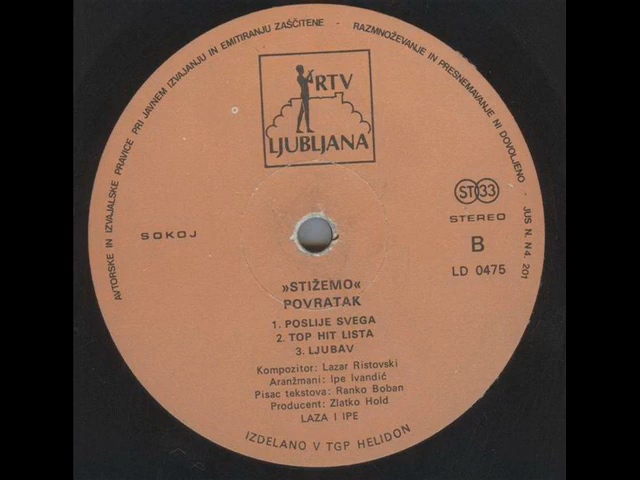 AVTORSKE IN IZVAJALSKE PRAVICE PRI JAVNEM IZVAJANJU IN EMITIRANJU ZAŠČITENE - RAZMNOŽEVANJE IN PRESNEMAVANJE NI DOVOLJENO - JUS N. N4. 201
RTV
LJUBLJANA
ST 33
STEREO
SOKOJ
B
LD 0475
»STIŽEMO«
POVRATAK
1. POSLIJE SVEGA
2. TOP HIT LISTA
3. LJUBAV
Kompozitor: Lazar Ristovski
Aranžmani: Ipe Ivandić
Pisac tekstova: Ranko Boban
Producent: Zlatko Hold
LAZA I IPE
IZDELANO V TGP HELIDON